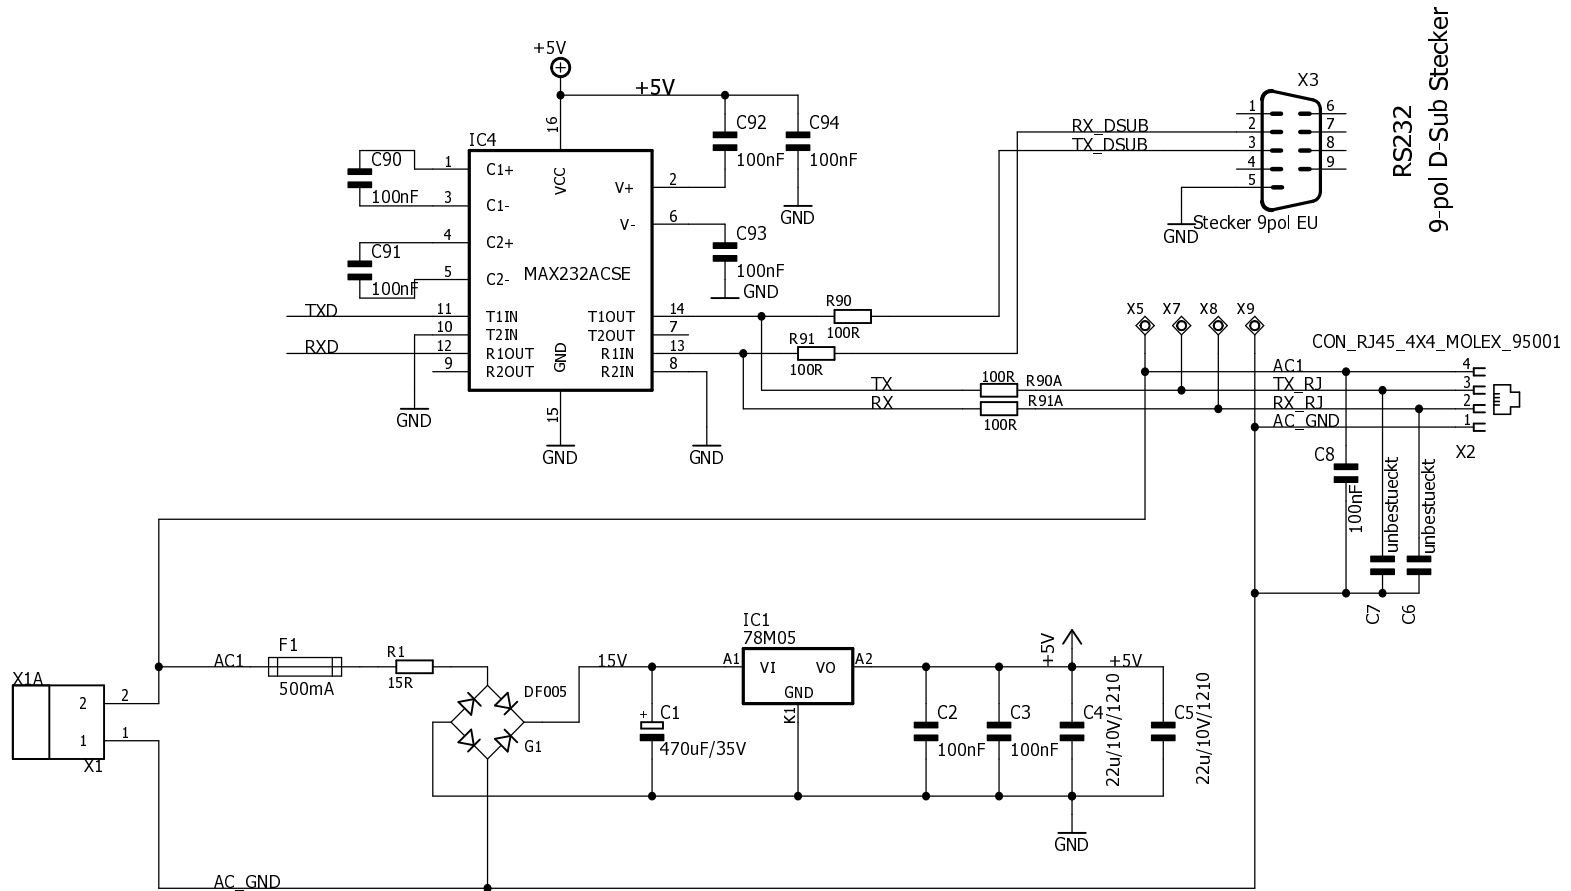 +5V
+5V
X3
RS232
9-pol D-Sub Stecker
IC4
16
VCC
C92
100nF
C94
100nF
GND
C90
100nF
1
C1+
3
C1-
V+
2
V-
6
C93
100nF
GND
C91
100nF
4
C2+
5
C2-
MAX232ACSE
RX_DSUB
TX_DSUB
1
2
3
4
5
6
7
8
9
GND
Stecker 9pol EU
TXD
11
T1IN
10
T2IN
RXD
12
R1OUT
9
R2OUT
GND
15
GND
GND
T1OUT
14
T2OUT
7
R1IN
13
R2IN
8
GND
R90
100R
R91
100R
TX
RX
100R
R90A
R91A
100R
X5
X7
X8
X9
CON_RJ45_4X4_MOLEX_95001
AC1
4
TX_RJ
3
RX_RJ
2
AC_GND
1
X2
C8
100nF
unbestueckt
unbestueckt
C7
C6
X1A
2
2
1
1
X1
AC1
F1
500mA
R1
15R
DF005
G1
15V
+
C1
470uF/35V
IC1
78M05
A1
VI
VO
A2
GND
K1
C2
100nF
C3
100nF
+5V
+5V
C4
22u/10V/1210
C5
22u/10V/1210
GND
AC_GND